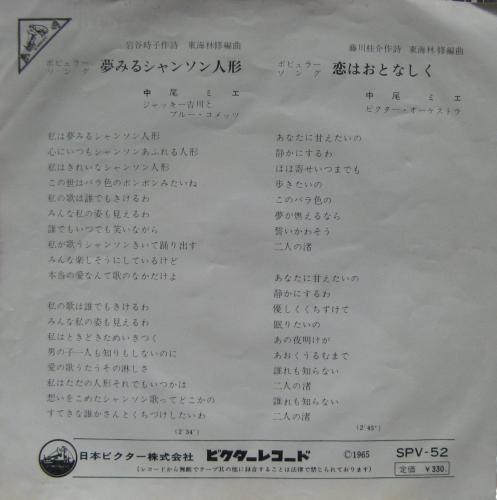 岩谷時子作詩 東海林修編曲
ポピュラーソング 夢みるシャンソン人形
中尾ミエ
ジャッキー吉川と
ブルー・コメッツ
私は夢みるシャンソン人形
心にいつもシャンソンあふれる人形
私はきれいなシャンソン人形
この世はバラ色のボンボンみたいね
私の歌は誰でもきけるわ
みんな私の姿も見えるわ
誰でもいつでも笑いながら
私が歌うシャンソンきいて踊り出す
みんな楽しそうにしているけど
本当の愛なんて歌のなかだけよ
私の歌は誰でもきけるわ
みんな私の姿も見えるわ
私はときどきためいきつく
男の子一人も知りもしないのに
愛の歌うたうその淋しさ
私はただの人形それでもいつかは
想いをこめたシャンソン歌ってどこかの
すてきな誰かさんとくちづけしたいわ
(2'34")
藤川桂介作詩 東海林修編曲
ポピュラーソング 恋はおとなしく
中尾ミエ
ビクター・オーケストラ
あなたに甘えたいの
静かにするわ
ほほ寄せいつまでも
歩きたいの
このバラ色の
夢が燃えるなら
誓いかわそう
二人の渚
あなたに甘えたいの
静かにするわ
優しくくちずけて
眠りたいの
あの夜明けが
あおくうるむまで
誰れも知らない
二人の渚
誰れも知らない
二人の渚
(2'45")
日本ビクター株式会社 ビクターレコード ©1965 SPV-52
(レコードから無断でテープその他に録音することは法律で禁じられております) 定価 ¥330.